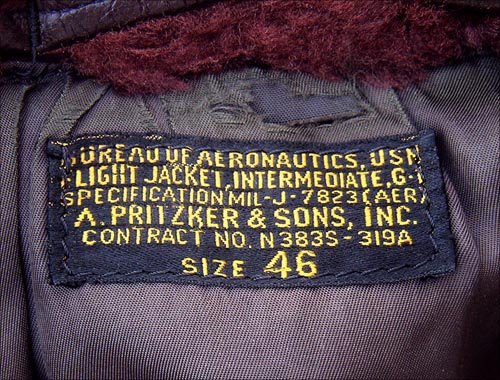 BUREAU OF AERONAUTICS, USN
FLIGHT JACKET, INTERMEDIATE, G-1
SPECIFICATION MIL-J-7823(AER)
A. PRITZKER & SONS, INC.
CONTRACT NO. N383S-319A
SIZE 46